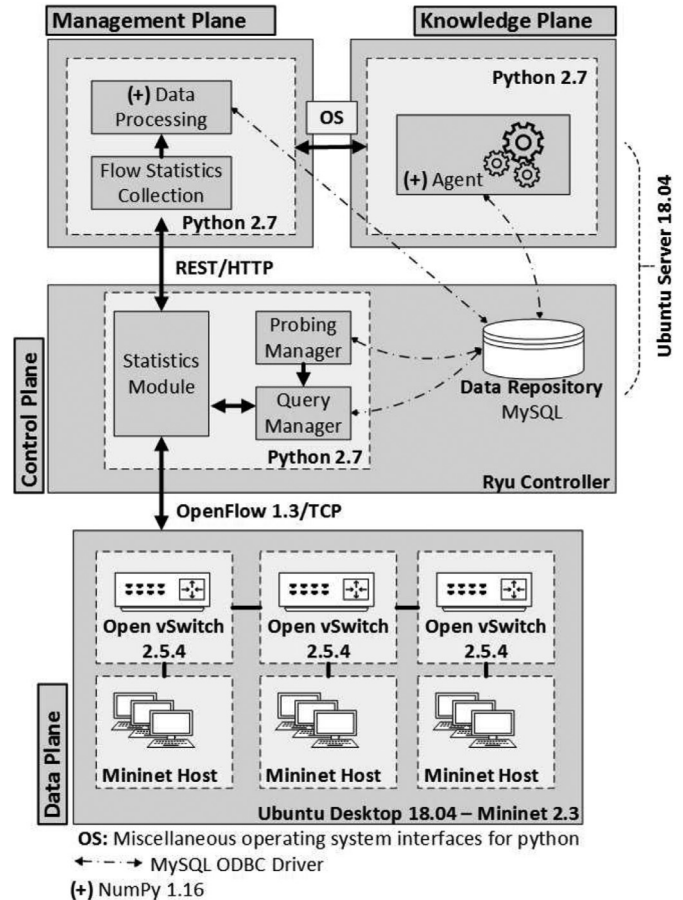 Management Plane
Knowledge Plane
(+) Data
Processing
Flow Statistics
Collection
Python 2.7
OS
Python 2.7
(+) Agent
Ubuntu Server 18.04
REST/HTTP
Control Plane
Statistics
Module
Probing
Manager
Query
Manager
Python 2.7
Data Repository
MySQL
Ryu Controller
OpenFlow 1.3/TCP
Data Plane
Open vSwitch
2.5.4
Open vSwitch
2.5.4
Open vSwitch
2.5.4
Mininet Host
Mininet Host
Mininet Host
Ubuntu Desktop 18.04 – Mininet 2.3
OS: Miscellaneous operating system interfaces for python
MySQL ODBC Driver
(+) NumPy 1.16